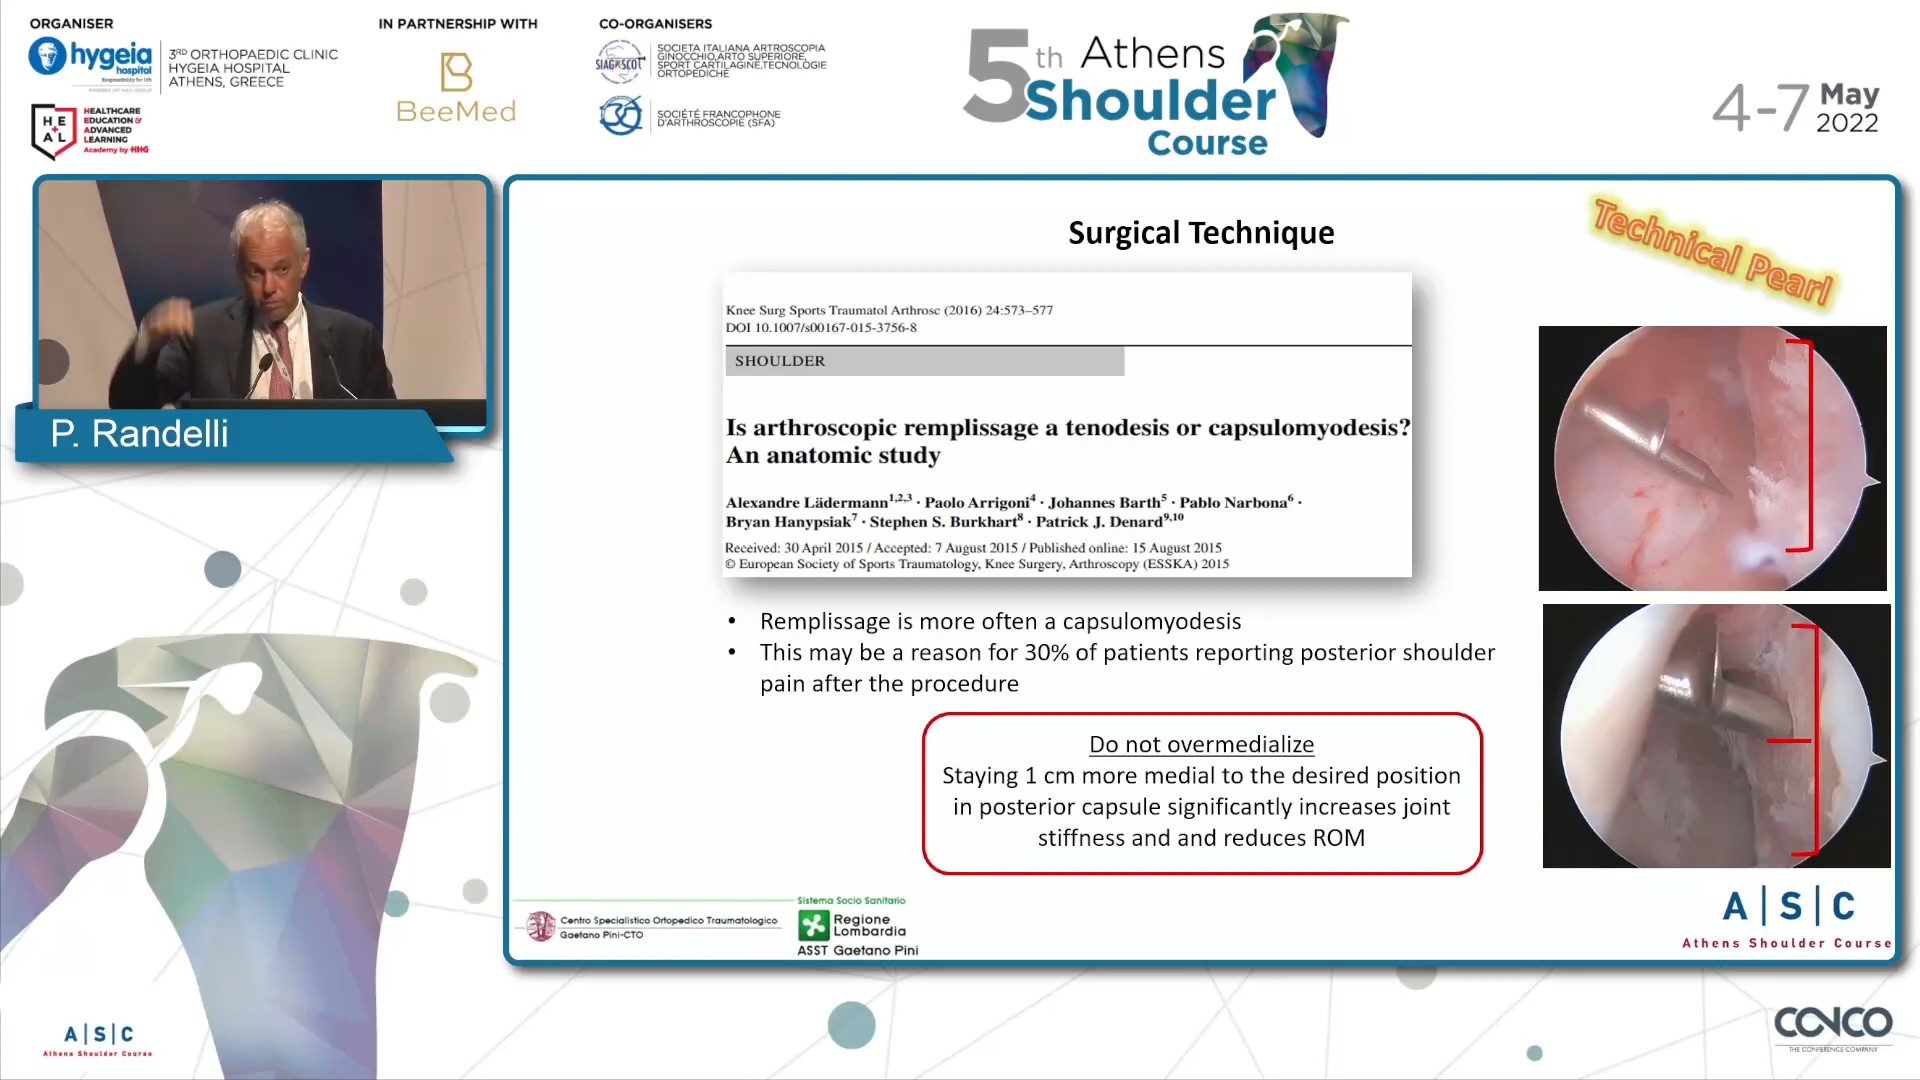 ORGANISER
hygeia
hospital
3RD ORTHOPAEDIC CLINIC
HYGEIA HOSPITAL
ATHENS, GREECE
HEAL
HEALTHCARE
EDUCATION &
ADVANCED
LEARNING
Academy by HHG
IN PARTNERSHIP WITH
BeeMed
CO-ORGANISERS
SIAGASCOT
SOCIETA ITALIANA ARTROSCOPIA
GINOCCHIO,ARTO SUPERIORE,
SPORT CARTILAGINE,TECNOLOGIE
ORTOPEDICHE
SOCIÉTÉ FRANCOPHONE
D'ARTHROSCOPIE (SFA)
5th Athens
Shoulder
Course
4-7 May
2022
P. Randelli
Surgical Technique
Technical Pearl
Knee Surg Sports Traumatol Arthrosc (2016) 24:573–577
DOI 10.1007/s00167-015-3756-8
SHOULDER
Is arthroscopic remplissage a tenodesis or capsulomyodesis?
An anatomic study
Alexandre Lädermann1,2,3 · Paolo Arrigoni4 · Johannes Barth5 · Pablo Narbona6 ·
Bryan Hanypsiak7 · Stephen S. Burkhart8 · Patrick J. Denard9,10
Received: 30 April 2015 / Accepted: 7 August 2015 / Published online: 15 August 2015
© European Society of Sports Traumatology, Knee Surgery, Arthroscopy (ESSKA) 2015
• Remplissage is more often a capsulomyodesis
• This may be a reason for 30% of patients reporting posterior shoulder
pain after the procedure
Do not overmedialize
Staying 1 cm more medial to the desired position
in posterior capsule significantly increases joint
stiffness and and reduces ROM
Centro Specialistico Ortopedico Traumatologico
Gaetano Pini-CTO
Sistema Socio Sanitario
Regione
Lombardia
ASST Gaetano Pini
A|S|C
Athens Shoulder Course
A|S|C
Athens Shoulder Course
CONCO
THE CONFERENCE COMPANY